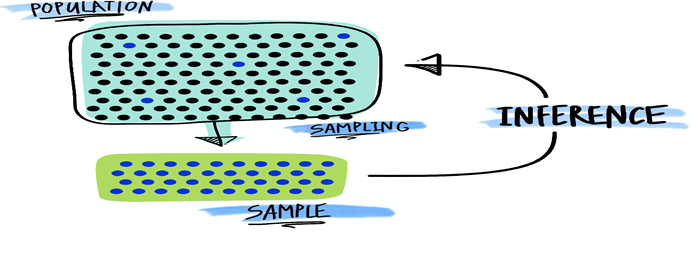 POPULATION
SAMPLING
INFERENCE
SAMPLE